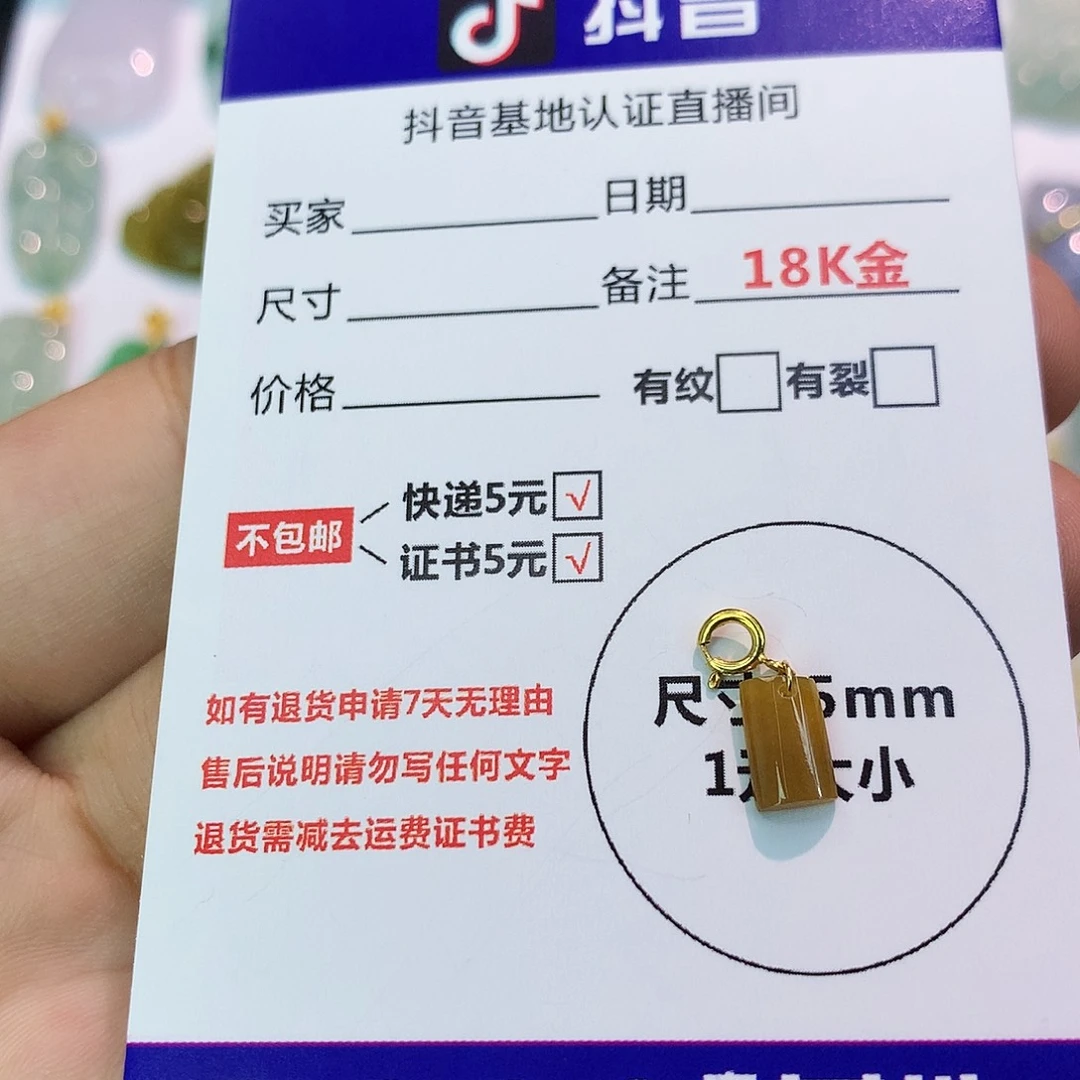 抖音
抖音基地认证直播间
买家 日期
尺寸 备注 18K金
价格 有纹 有裂
不包邮
快递5元 √
证书5元 √
如有退货申请7天无理由
售后说明请勿写任何文字
退货需减去运费证书费
尺寸 5mm
1元大小